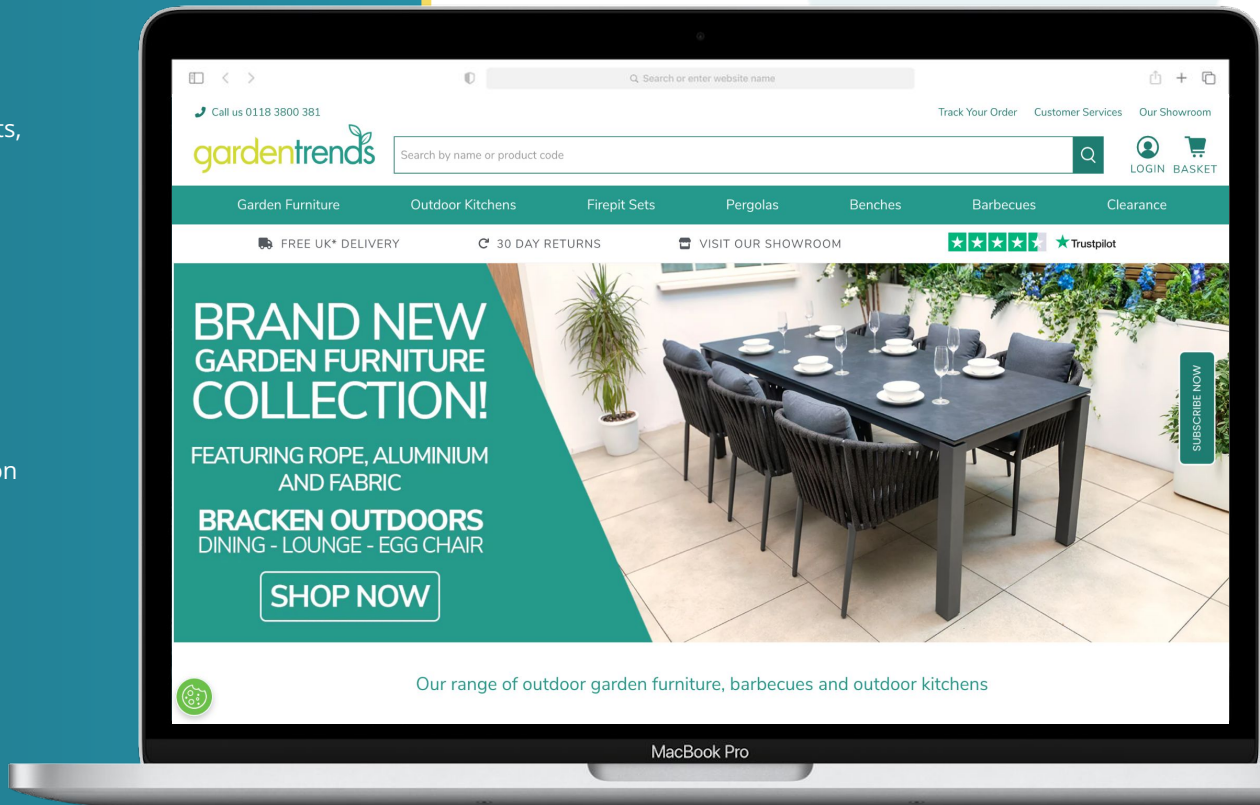 ts,
on
Search or enter website name
Call us 0118 3800 381
Track Your Order Customer Services Our Showroom
gardentrends
Search by name or product code
LOGIN BASKET
Garden Furniture Outdoor Kitchens Firepit Sets Pergolas Benches Barbecues Clearance
FREE UK* DELIVERY 30 DAY RETURNS VISIT OUR SHOWROOM Trustpilot
BRAND NEW
GARDEN FURNITURE
COLLECTION!
FEATURING ROPE, ALUMINIUM
AND FABRIC
BRACKEN OUTDOORS
DINING - LOUNGE - EGG CHAIR
SHOP NOW
SUBSCRIBE NOW
Our range of outdoor garden furniture, barbecues and outdoor kitchens
MacBook Pro